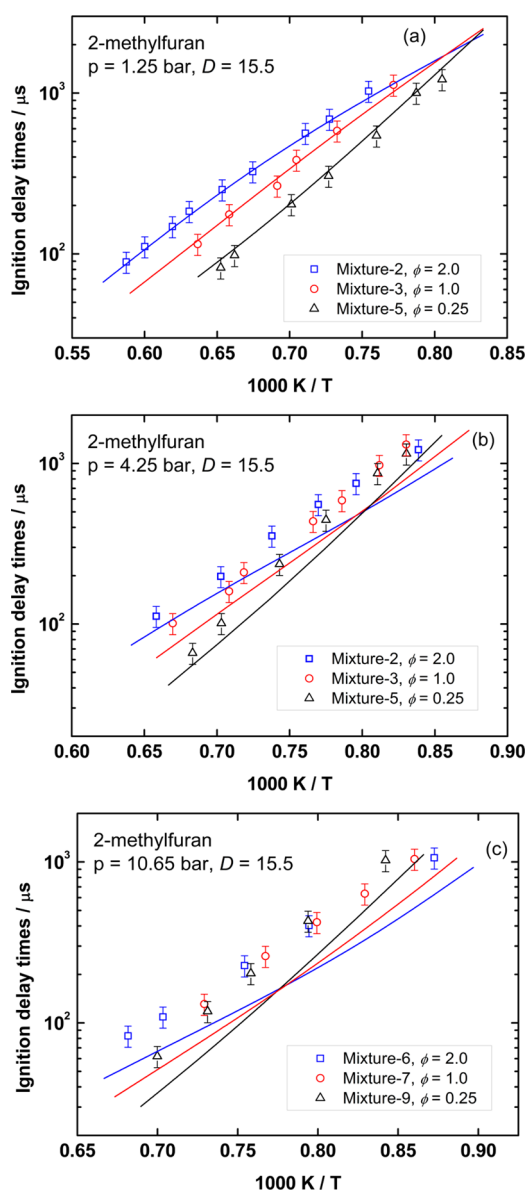 (a)
2-methylfuran
p = 1.25 bar, D = 15.5
10³
10²
Ignition delay times / μs
Mixture-2, ϕ = 2.0
Mixture-3, ϕ = 1.0
Mixture-5, ϕ = 0.25
0.55 0.60 0.65 0.70 0.75 0.80 0.85
1000 K / T
(b)
2-methylfuran
p = 4.25 bar, D = 15.5
10³
10²
Ignition delay times / μs
Mixture-2, ϕ = 2.0
Mixture-3, ϕ = 1.0
Mixture-5, ϕ = 0.25
0.60 0.65 0.70 0.75 0.80 0.85 0.90
1000 K / T
2-methylfuran
(c)
p = 10.65 bar, D = 15.5
10³
10²
Ignition delay times / μs
Mixture-6, ϕ = 2.0
Mixture-7, ϕ = 1.0
Mixture-9, ϕ = 0.25
0.65 0.70 0.75 0.80 0.85 0.90
1000 K / T